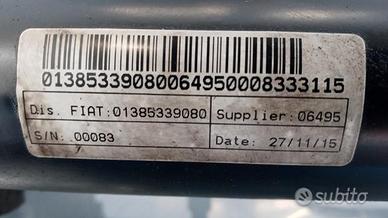 01385339080064950008333115
Dis. FIAT:01385339080 Supplier:06495
S/N: 00083 Date: 27/11/15
subito